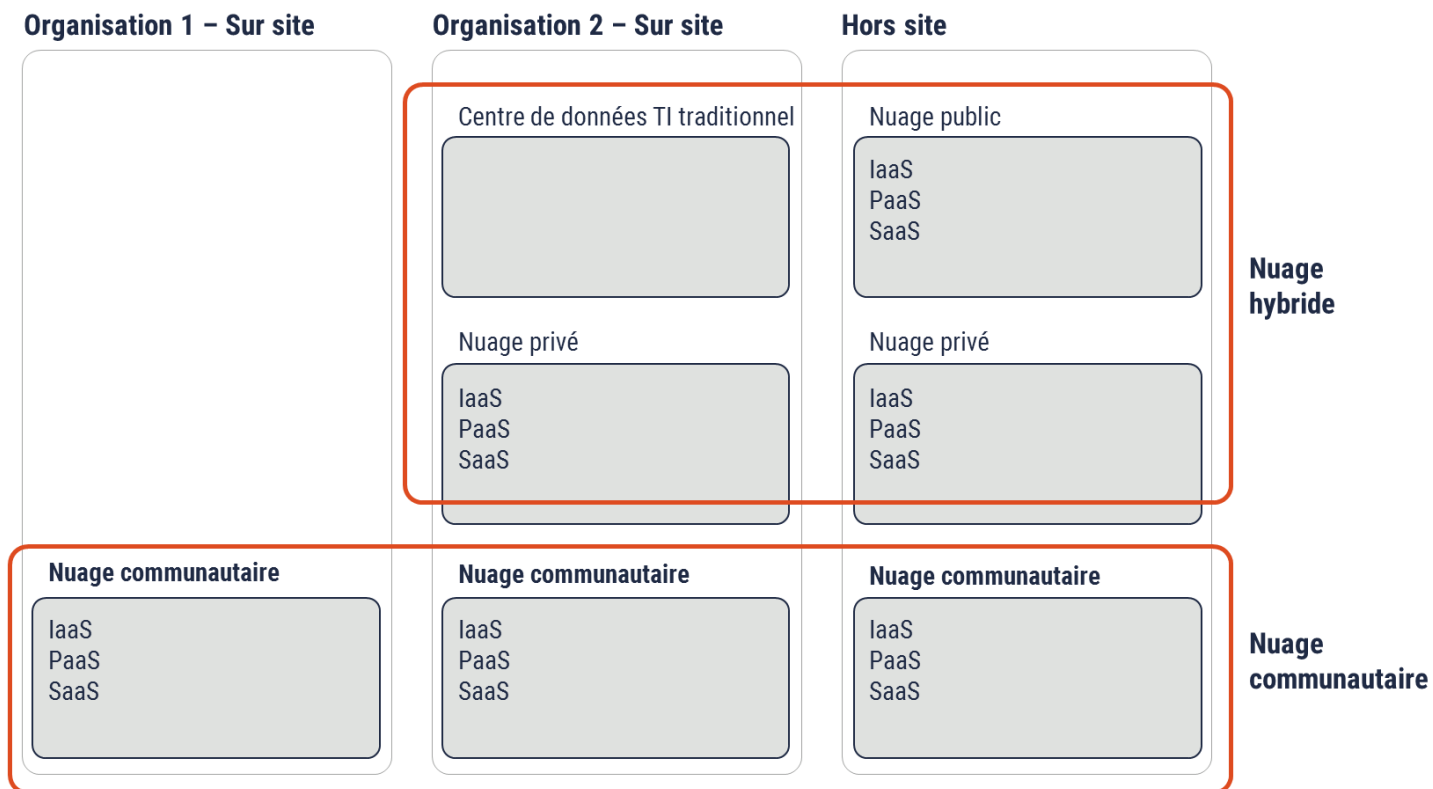 Organisation 1 – Sur site
Organisation 2 – Sur site
Hors site
Centre de données TI traditionnel
Nuage public
IaaS
PaaS
SaaS
Nuage privé
IaaS
PaaS
SaaS
Nuage privé
IaaS
PaaS
SaaS
Nuage
hybride
Nuage communautaire
IaaS
PaaS
SaaS
Nuage communautaire
IaaS
PaaS
SaaS
Nuage communautaire
IaaS
PaaS
SaaS
Nuage
communautaire